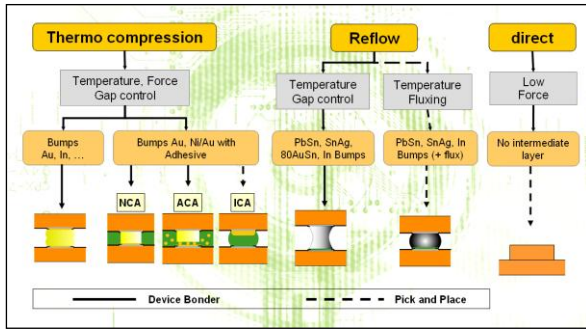 Thermo compression
Reflow
direct
Temperature, Force
Gap control
Temperature
Gap control
Temperature
Fluxing
Low
Force
Bumps
Au, In, ...
Bumps Au, Ni/Au with
Adhesive
PbSn, SnAg,
80AuSn, In Bumps
PbSn, SnAg, In
Bumps (+ flux)
No intermediate
layer
NCA
ACA
ICA
Device Bonder
Pick and Place